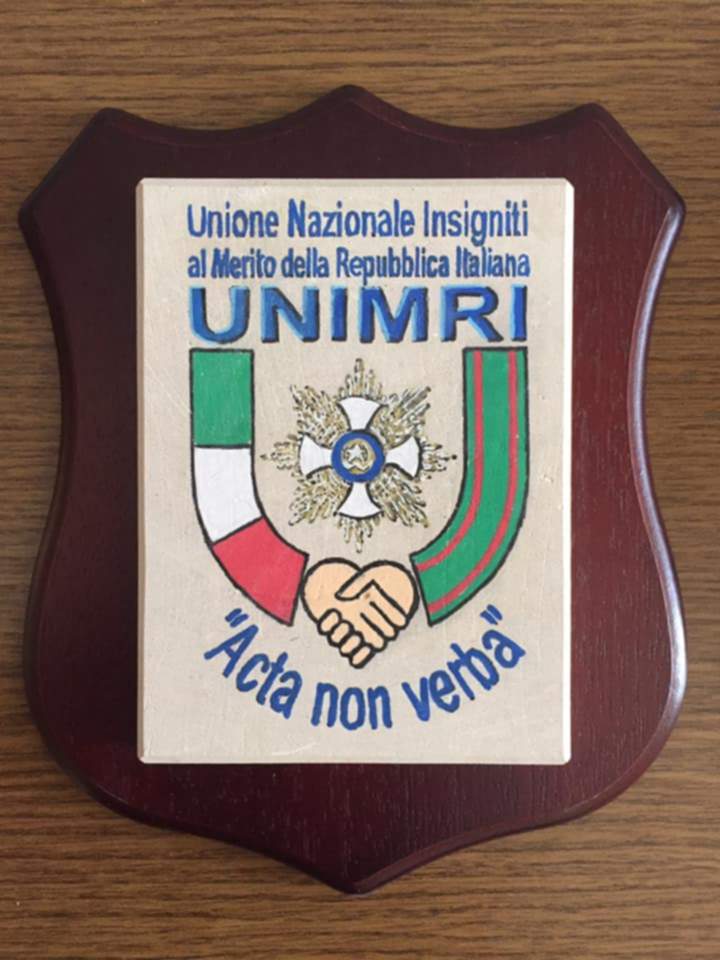 Unione Nazionale Insigniti
al Merito della Repubblica Italiana
UNIMRI
"Acta non verba"